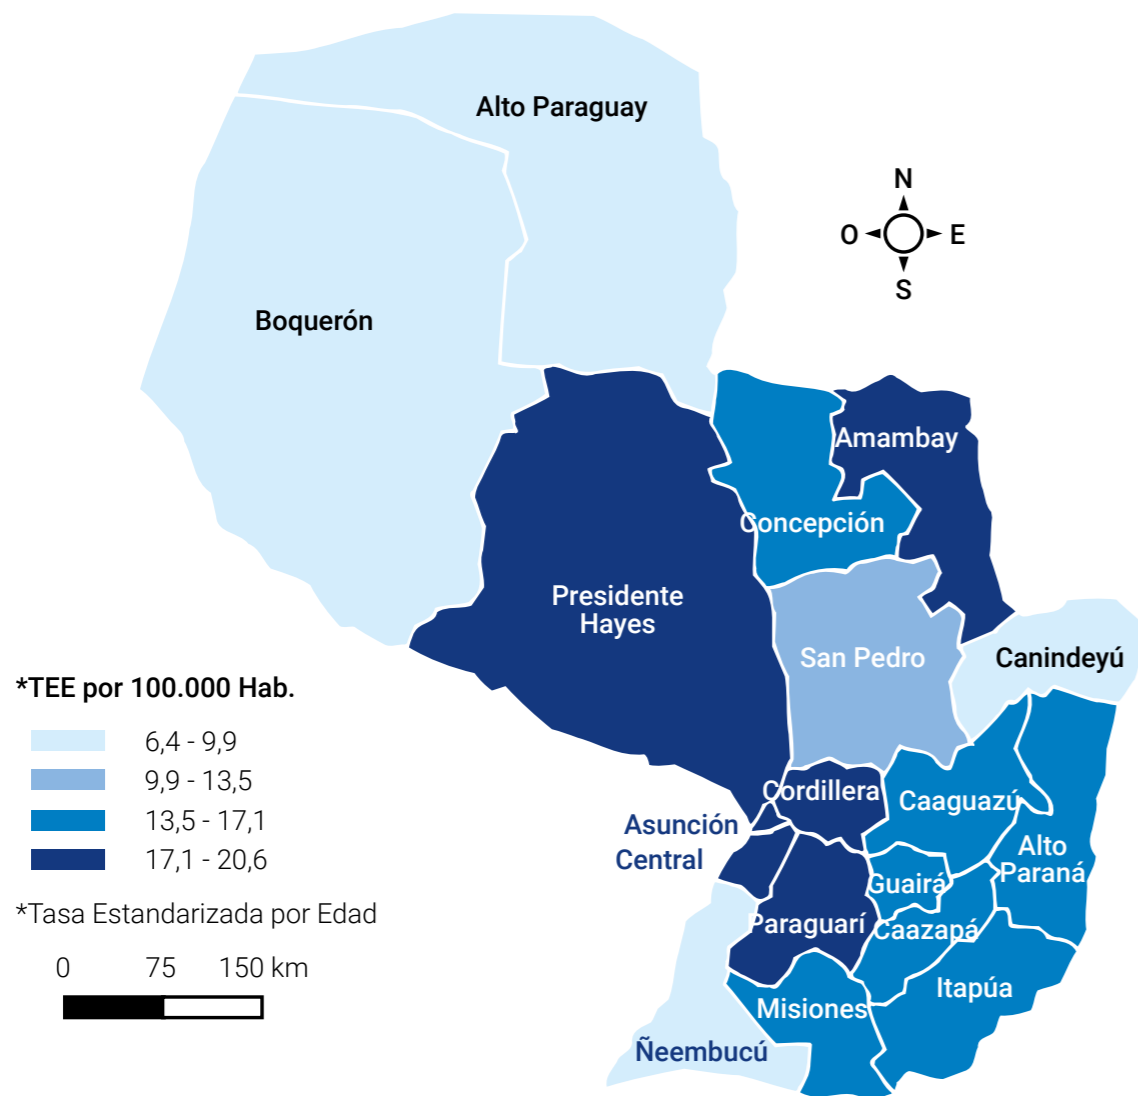 Alto Paraguay
N
O
E
S
Boquerón
Amambay
Concepción
Presidente
Hayes
San Pedro
Canindeyú
*TEE por 100.000 Hab.
6,4 - 9,9
9,9 - 13,5
13,5 - 17,1
17,1 - 20,6
*Tasa Estandarizada por Edad
0 75 150 km
Cordillera
Caaguazú
Asunción
Central
Alto
Paraná
Guairá
Paraguarí
Caazapá
Itapúa
Misiones
Ñeembucú